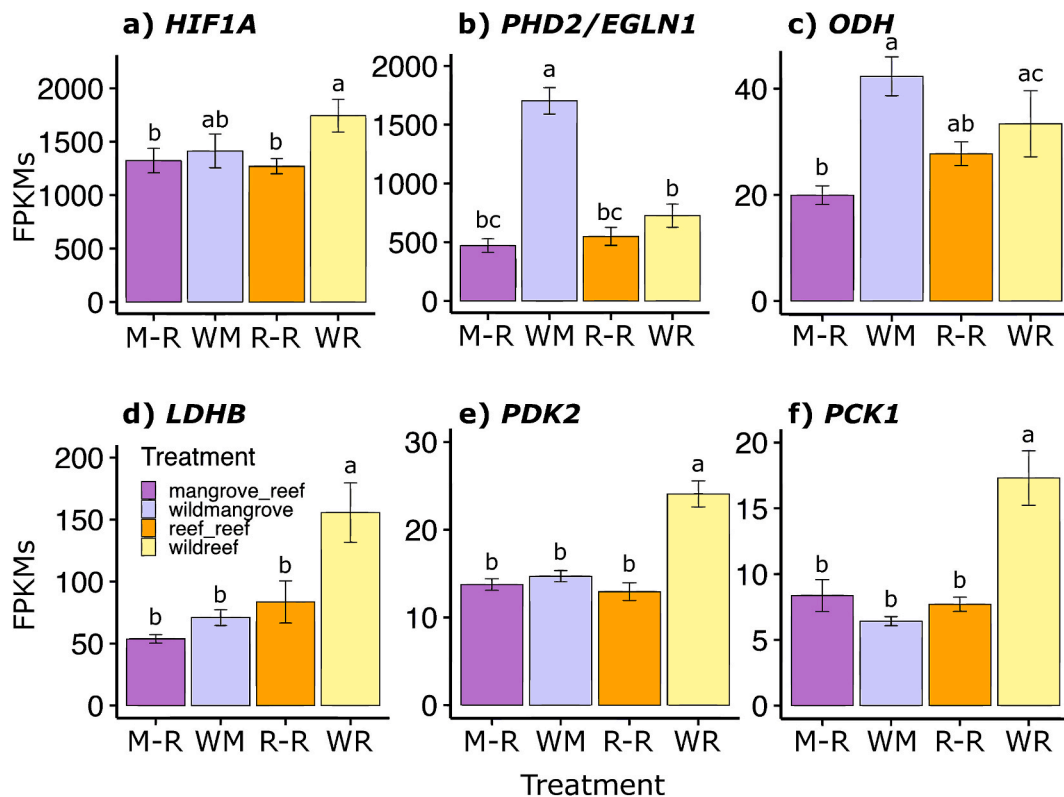 a) HIF1A
b) PHD2/EGLN1
c) ODH
FPKMs
2000
1500
1000
500
0
b
ab
b
a
M-R WM R-R WR
2000
1500
1000
500
0
bc
a
bc
b
M-R WM R-R WR
40
20
0
b
a
ab
ac
M-R WM R-R WR
d) LDHB
e) PDK2
f) PCK1
FPKMs
200
150
100
50
0
Treatment
mangrove_reef
wildmangrove
reef_reef
wildreef
b
b
b
a
M-R WM R-R WR
30
20
10
0
b
b
b
a
M-R WM R-R WR
20
15
10
5
0
b
b
b
a
M-R WM R-R WR
Treatment